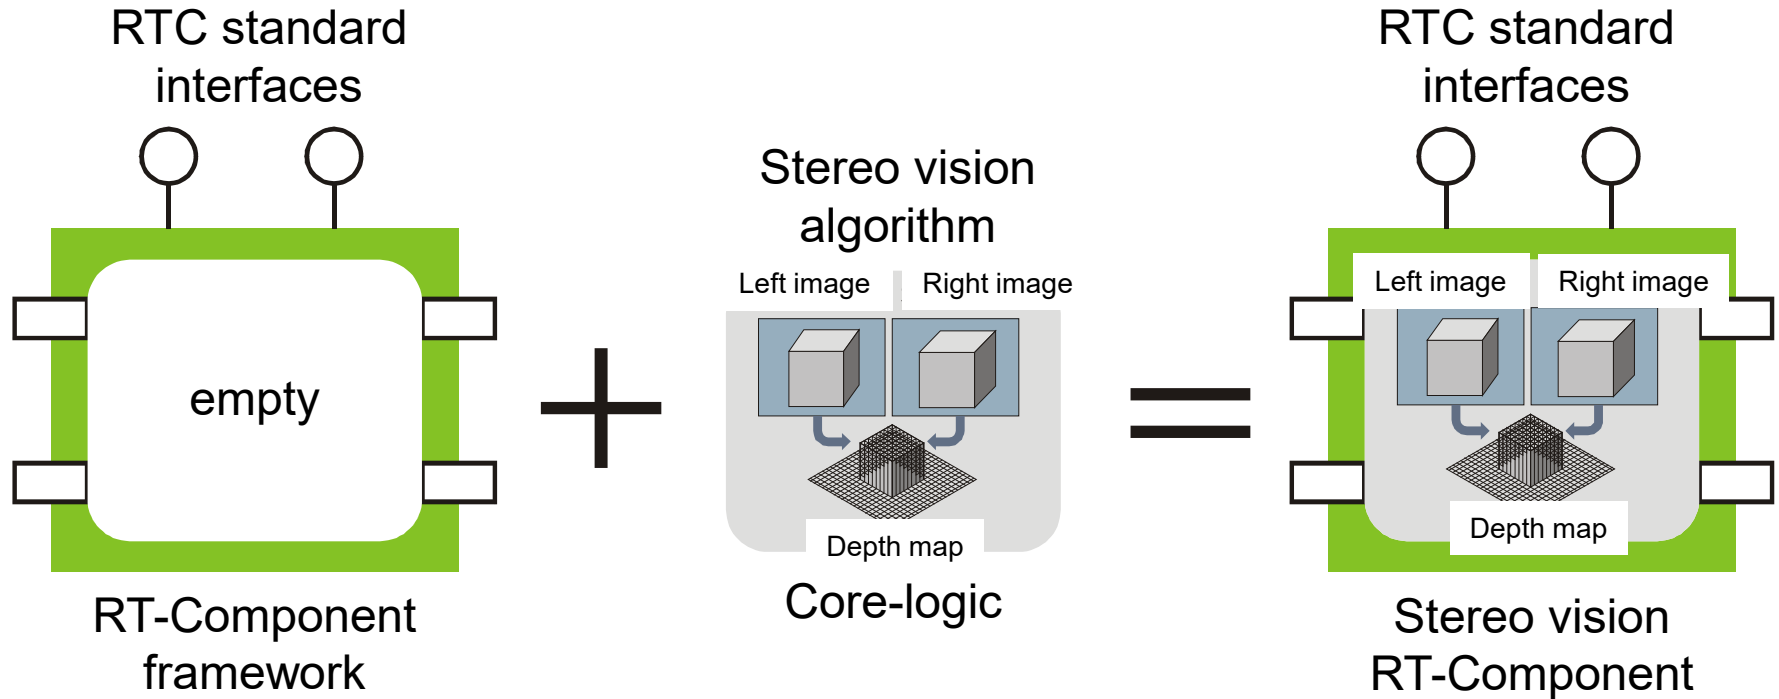 RTC standard
interfaces
empty
RT-Component
framework
Stereo vision
algorithm
Left image
Right image
Depth map
Core-logic
RTC standard
interfaces
Left image
Right image
Depth map
Stereo vision
RT-Component